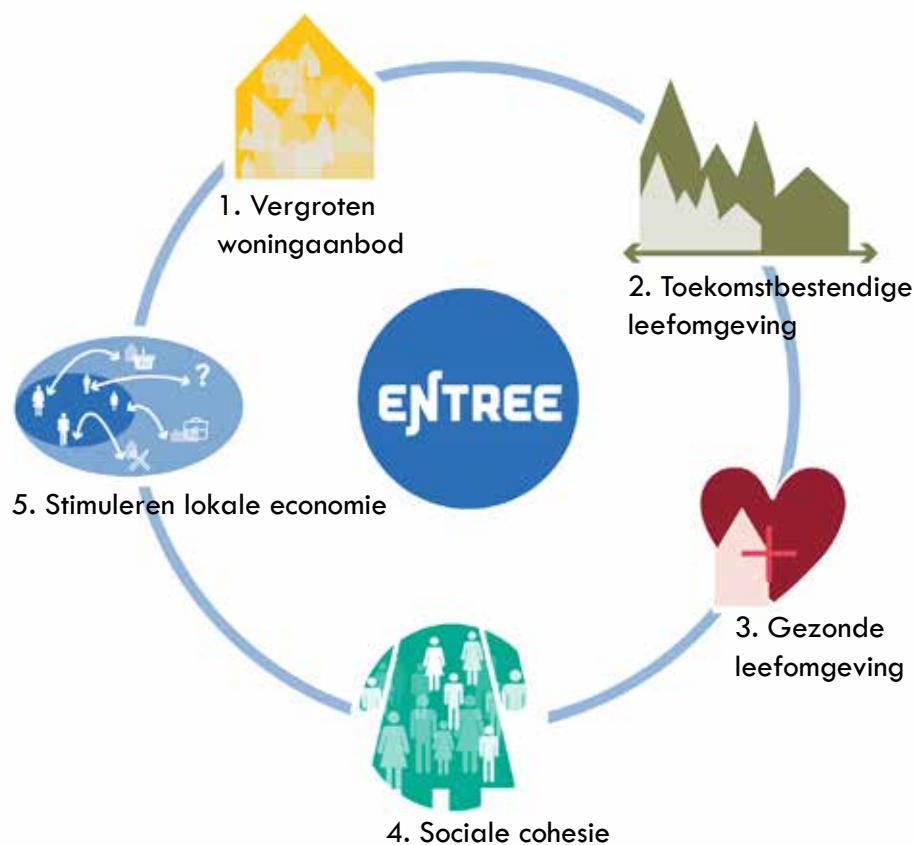 1. Vergroten
woningaanbod
2. Toekomstbestendige
leefomgeving
ENTREE
?
5. Stimuleren lokale economie
3. Gezonde
leefomgeving
4. Sociale cohesie